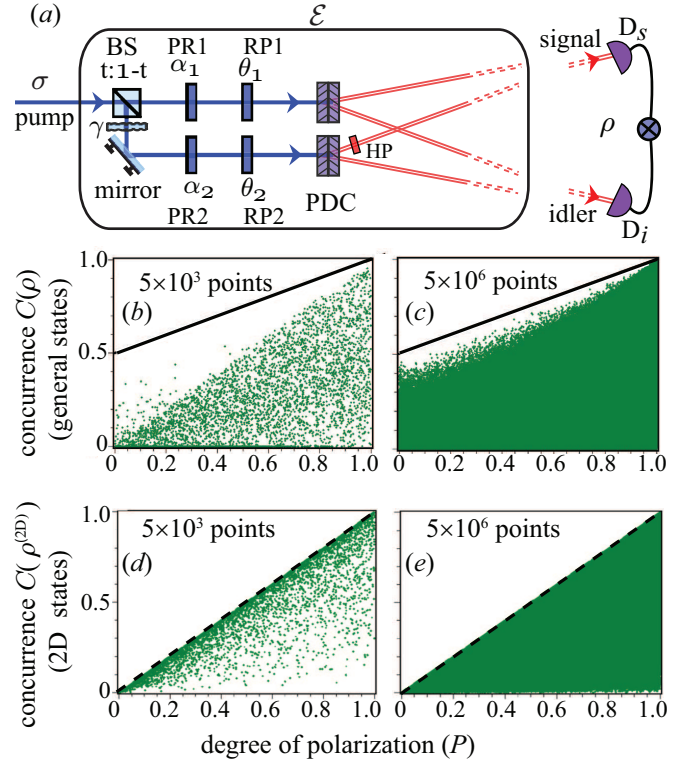 (a)
ℰ
BS
t:1-t
PR1
α₁
RP1
θ₁
D𝑠
signal
σ
pump
γ
HP
ρ
mirror
α₂
PR2
θ₂
RP2
PDC
idler
D𝑖
concurrence C(ρ)
(general states)
1.0
0.5
0
5×10³ points
(b)
0 0.2 0.4 0.6 0.8 1.0
5×10⁶ points
(c)
0 0.2 0.4 0.6 0.8 1.0
concurrence C(ρ⁽²ᴰ⁾)
(2D states)
1.0
0.5
0
5×10³ points
(d)
0 0.2 0.4 0.6 0.8 1.0
5×10⁶ points
(e)
0 0.2 0.4 0.6 0.8 1.0
degree of polarization (P)